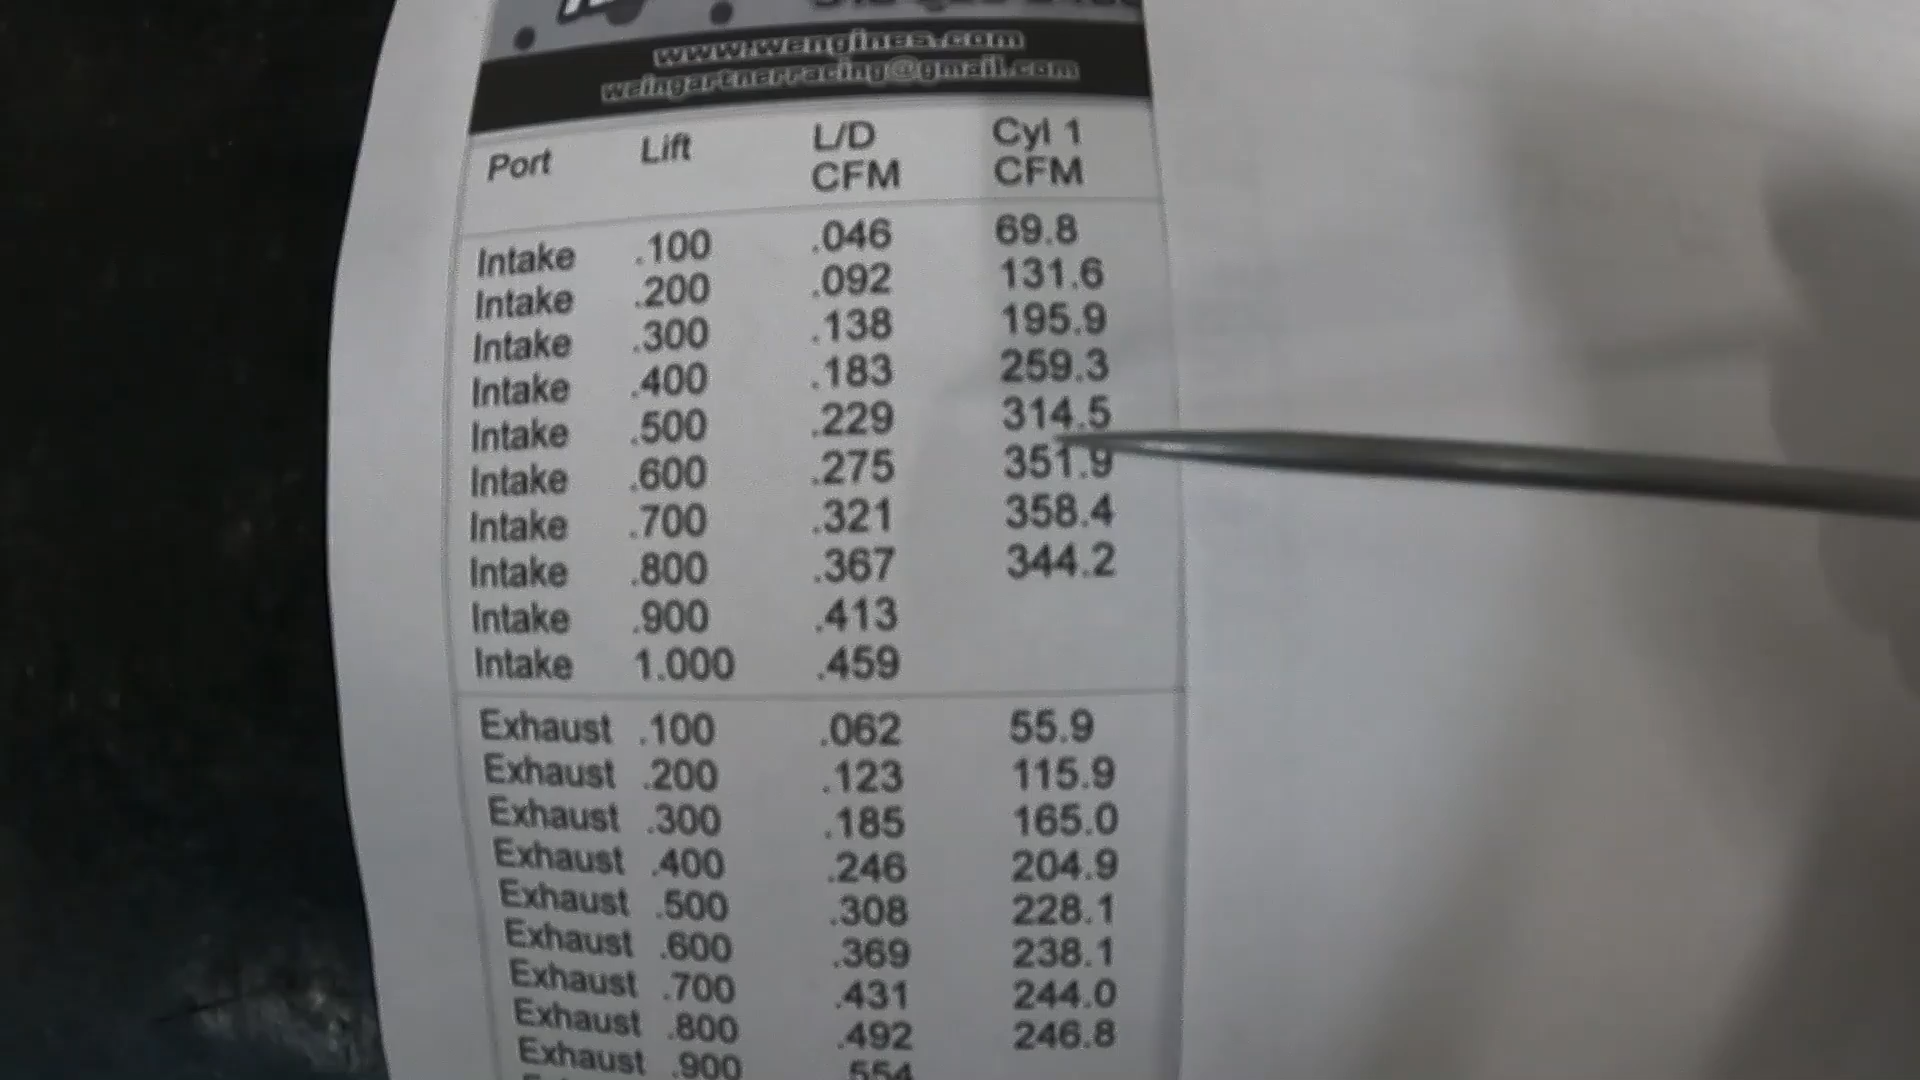 www.wengines.com
weingartnerracing@gmail.com
Port Lift L/D CFM Cyl 1 CFM
Intake .100 .046 69.8
Intake .200 .092 131.6
Intake .300 .138 195.9
Intake .400 .183 259.3
Intake .500 .229 314.5
Intake .600 .275 351.9
Intake .700 .321 358.4
Intake .800 .367 344.2
Intake .900 .413
Intake 1.000 .459
Exhaust .100 .062 55.9
Exhaust .200 .123 115.9
Exhaust .300 .185 165.0
Exhaust .400 .246 204.9
Exhaust .500 .308 228.1
Exhaust .600 .369 238.1
Exhaust .700 .431 244.0
Exhaust .800 .492 246.8
Exhaust .900 .554